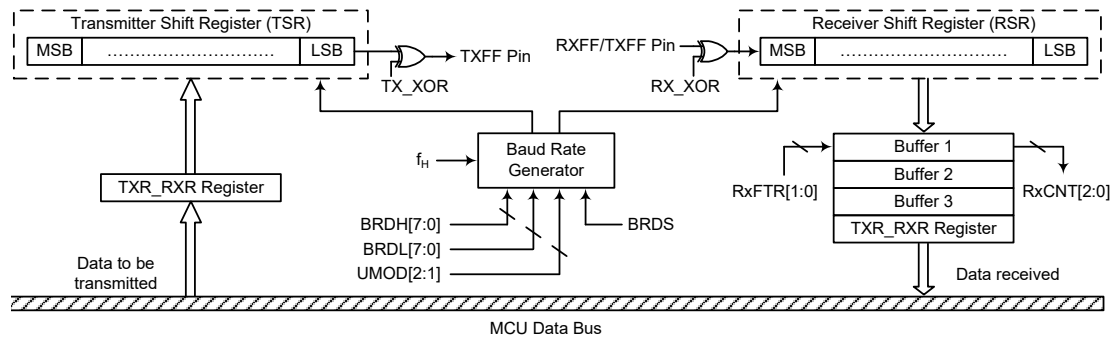 Transmitter Shift Register (TSR)
MSB ............................ LSB
TXFF Pin
TX_XOR
RXFF/TXFF Pin
RX_XOR
Receiver Shift Register (RSR)
MSB ............................ LSB
fH
Baud Rate
Generator
BRDH[7:0]
BRDL[7:0]
UMOD[2:1]
BRDS
TXR_RXR Register
Data to be
transmitted
RxFTR[1:0]
Buffer 1
Buffer 2
Buffer 3
TXR_RXR Register
RxCNT[2:0]
Data received
MCU Data Bus